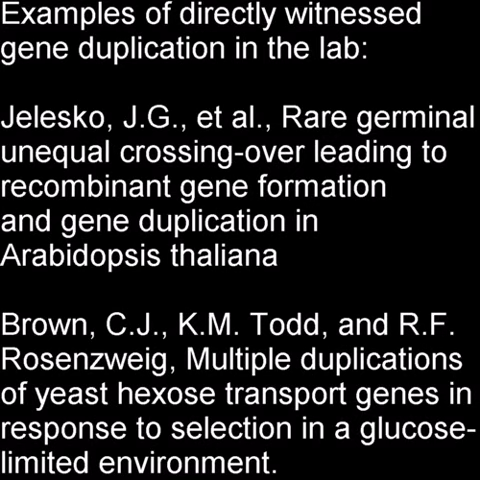 Examples of directly witnessed
gene duplication in the lab:
Jelesko, J.G., et al., Rare germinal
unequal crossing-over leading to
recombinant gene formation
and gene duplication in
Arabidopsis thaliana
Brown, C.J., K.M. Todd, and R.F.
Rosenzweig, Multiple duplications
of yeast hexose transport genes in
response to selection in a glucose-
limited environment.